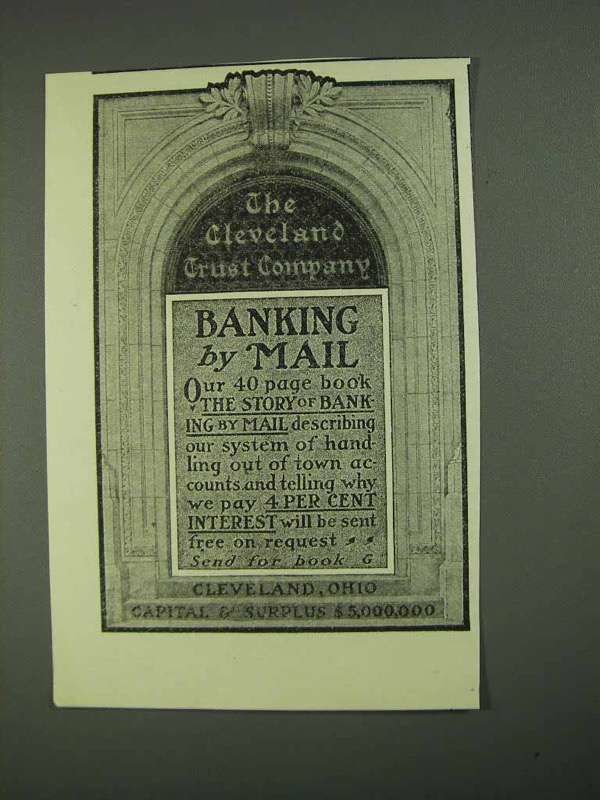 The
Cleveland
Trust Company
BANKING
by MAIL
Our 40 page book
THE STORY OF BANK-
ING BY MAIL describing
our system of hand-
ling out of town ac-
counts and telling why
we pay 4 PER CENT
INTEREST will be sent
free on request
Send for book G
CLEVELAND, OHIO
CAPITAL & SURPLUS $5,000,000